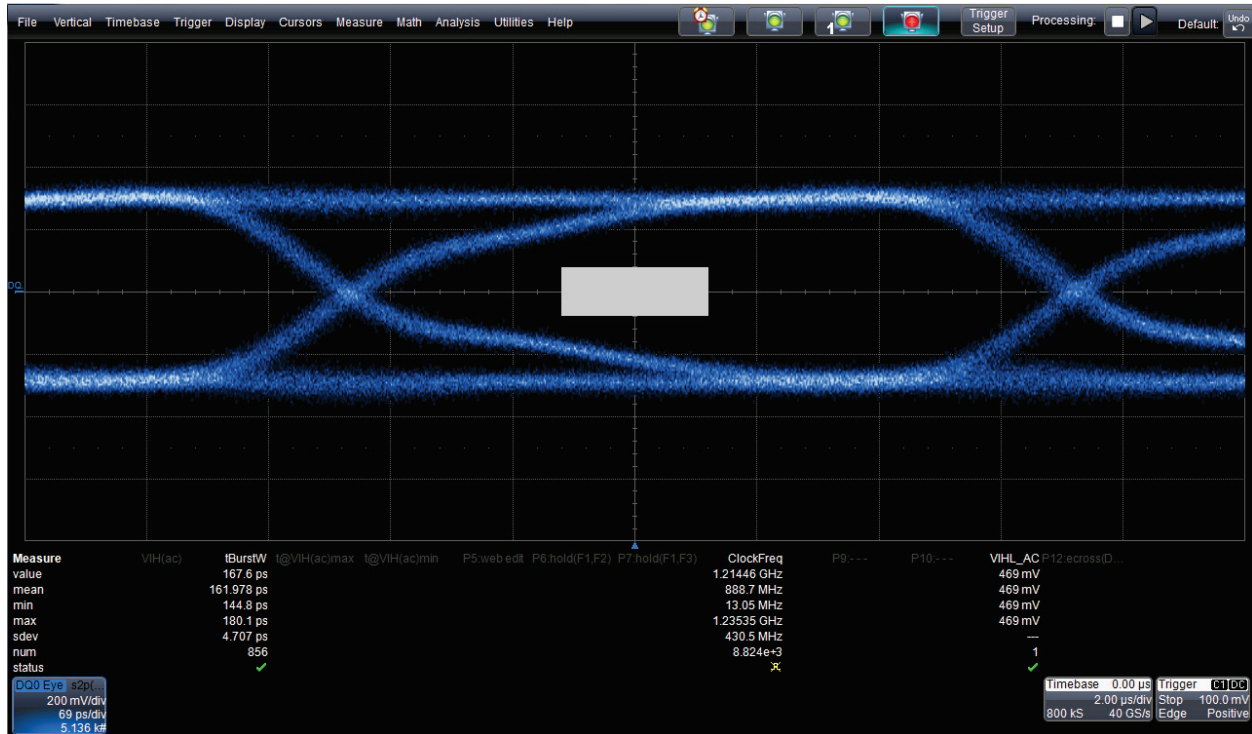 File Vertical Timebase Trigger Display Cursors Measure Math Analysis Utilities Help 1 Trigger Setup Processing: Default: Undo
DQ
Measure VIH(ac) tBurstW t@VIH(ac)max t@VIH(ac)min P5:web edit P6:hold(F1,F2) P7:hold(F1,F3) ClockFreq P9:--- P10:--- VIHL_AC P12:ecross(D...
value 167.6 ps 1.21446 GHz 469 mV
mean 161.978 ps 888.7 MHz 469 mV
min 144.8 ps 13.05 MHz 469 mV
max 180.1 ps 1.23535 GHz 469 mV
sdev 4.707 ps 430.5 MHz ---
num 856 8.824e+3 1
status
DQ0 Eye s2p(... Timebase 0.00 µs Trigger C1 DC
200 mV/div 2.00 µs/div Stop 100.0 mV
69 ps/div 800 kS 40 GS/s Edge Positive
5.136 k#